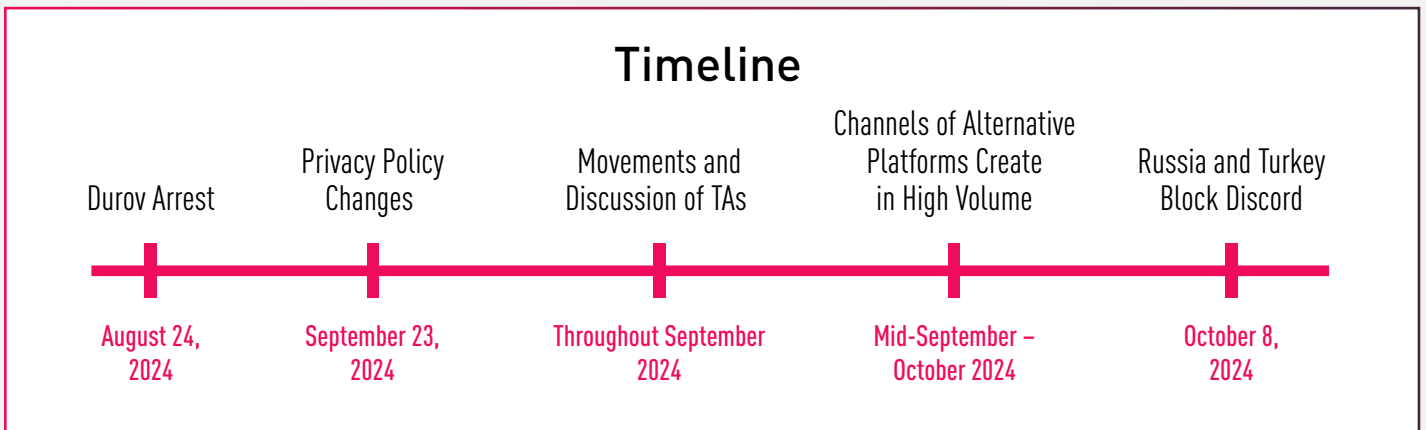 Timeline
Durov Arrest
Privacy Policy
Changes
Movements and
Discussion of TAs
Channels of Alternative
Platforms Create
in High Volume
Russia and Turkey
Block Discord
August 24,
2024
September 23,
2024
Throughout September
2024
Mid-September –
October 2024
October 8,
2024